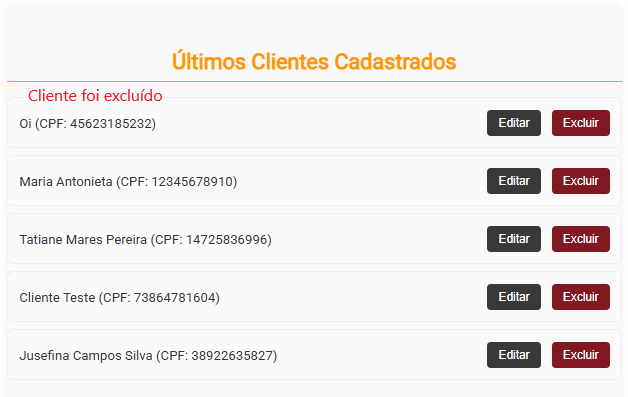 Últimos Clientes Cadastrados
Cliente foi excluído
Oi (CPF: 45623185232) Editar Excluir
Maria Antonieta (CPF: 12345678910) Editar Excluir
Tatiane Mares Pereira (CPF: 14725836996) Editar Excluir
Cliente Teste (CPF: 73864781604) Editar Excluir
Jusefina Campos Silva (CPF: 38922635827) Editar Excluir